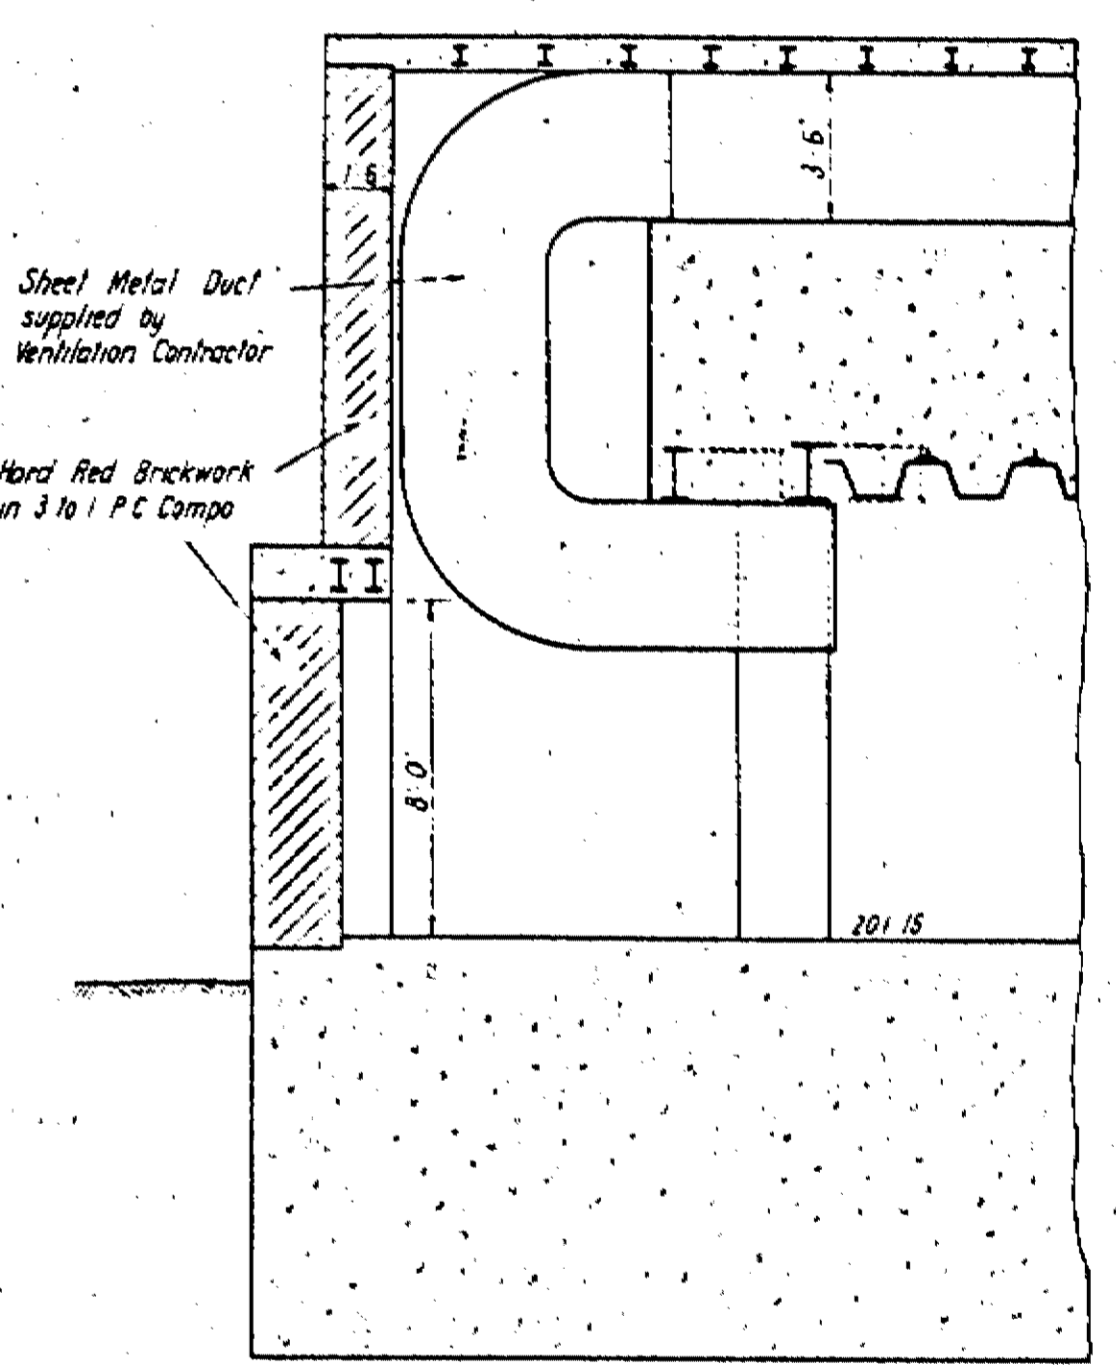 3'.6"
1' 6
Sheet Metal Duct
supplied by
Ventilation Contractor
Hard Red Brickwork
in 3 to 1 P C Compo
8'.0"
201 15